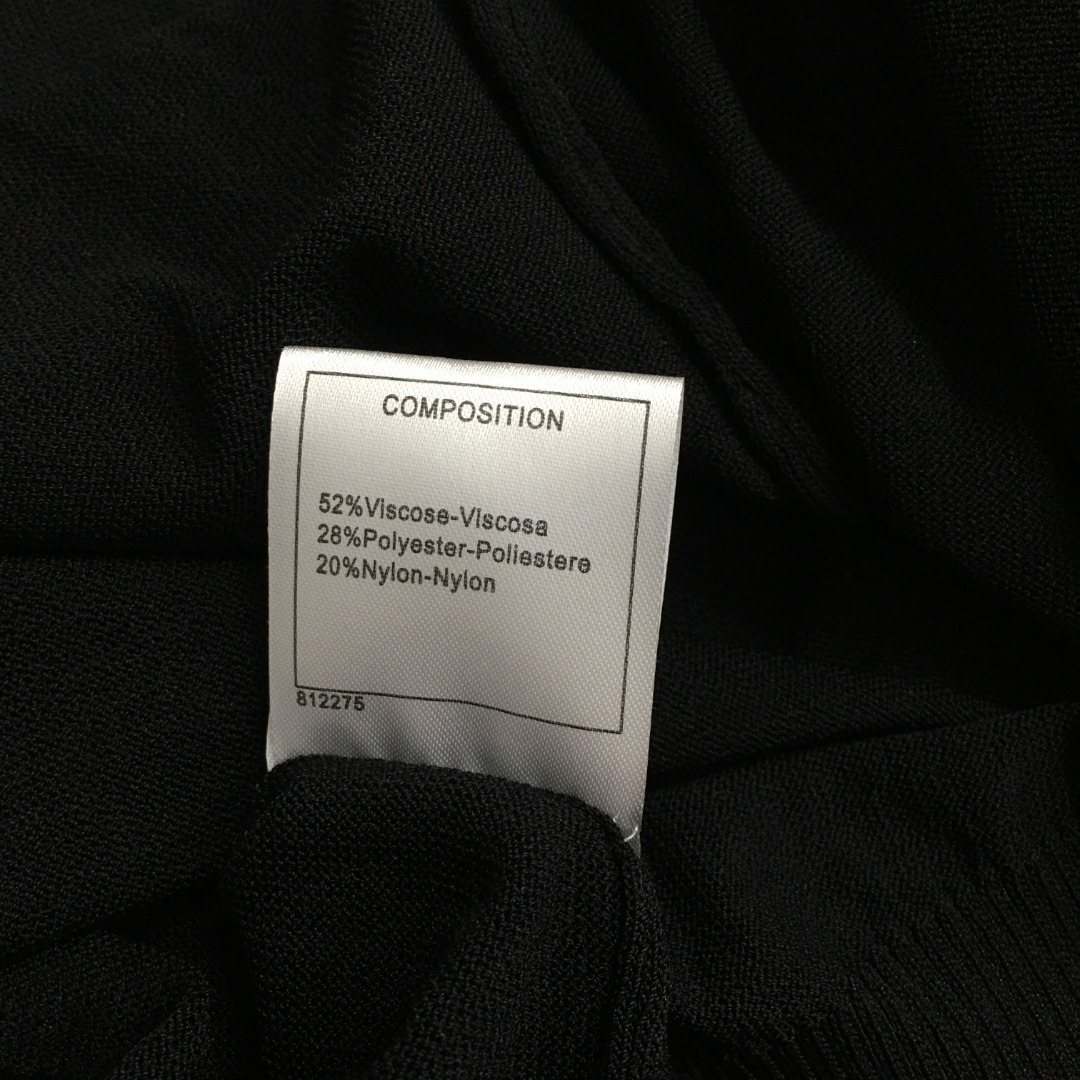 COMPOSITION
52%Viscose-Viscosa
28%Polyester-Poliestere
20%Nylon-Nylon
812275